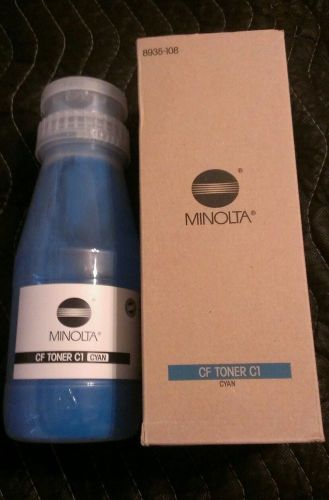 8935-108
MINOLTA®
CF TONER C1
CYAN
MINOLTA®
CF TONER C1 CYAN